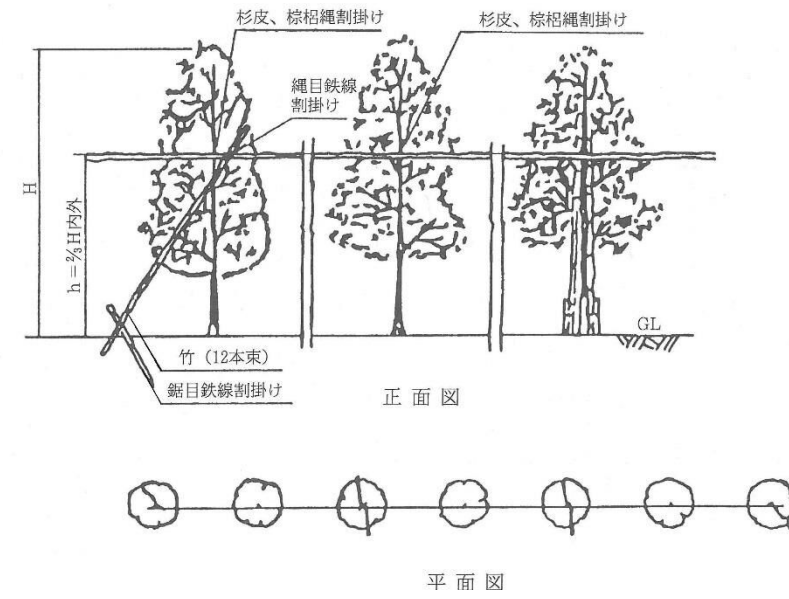 杉皮、棕梠縄割掛け
杉皮、棕梠縄割掛け
縄目鉄線
割掛け
H
h=⅔H内外
GL
竹（12本束）
鋸目鉄線割掛け
正面図
平面図